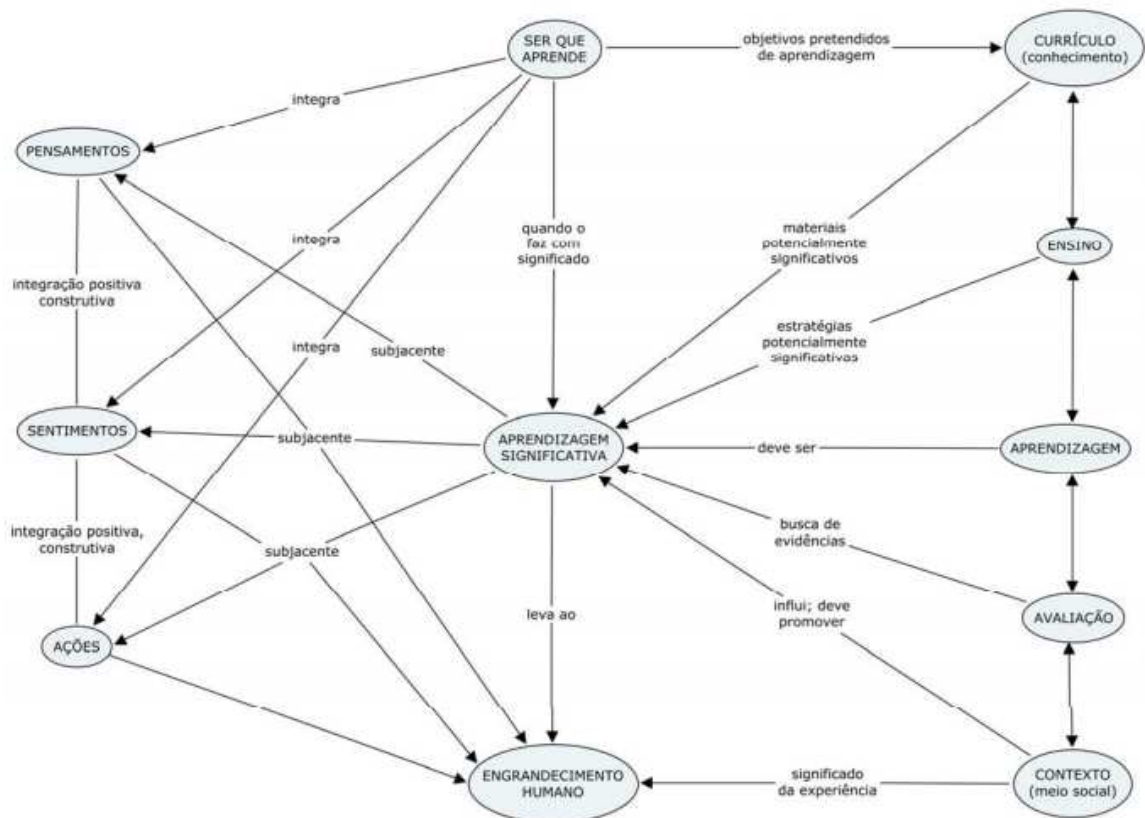 SER QUE
APRENDE
objetivos pretendidos
de aprendizagem
CURRÍCULO
(conhecimento)
integra
PENSAMENTOS
integra
quando o
faz com
significado
materiais
potencialmente
significativos
ENSINO
integração positiva
construtiva
integra
subjacente
estratégias
potencialmente
significativas
SENTIMENTOS
subjacente
APRENDIZAGEM
SIGNIFICATIVA
deve ser
APRENDIZAGEM
integração positiva,
construtiva
subjacente
busca de
evidências
leva ao
influi; deve
promover
AVALIAÇÃO
AÇÕES
ENGRANDECIMENTO
HUMANO
significado
da experiência
CONTEXTO
(meio social)